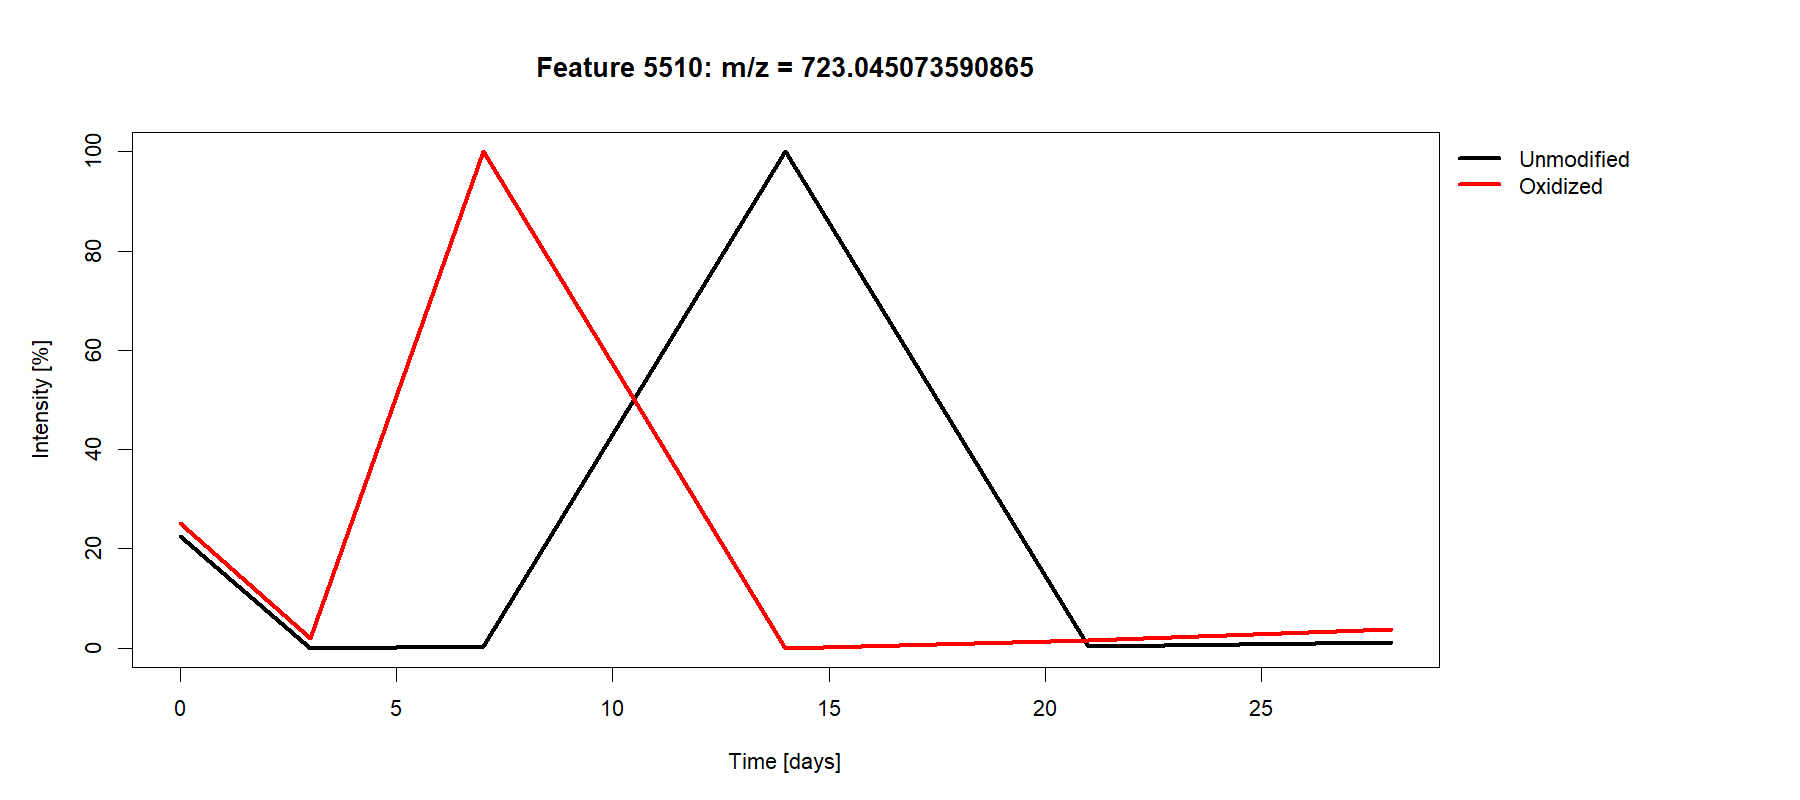 Feature 5510: m/z = 723.045073590865
Unmodified
Oxidized
Intensity [%]
100
80
60
40
20
0
0 5 10 15 20 25
Time [days]